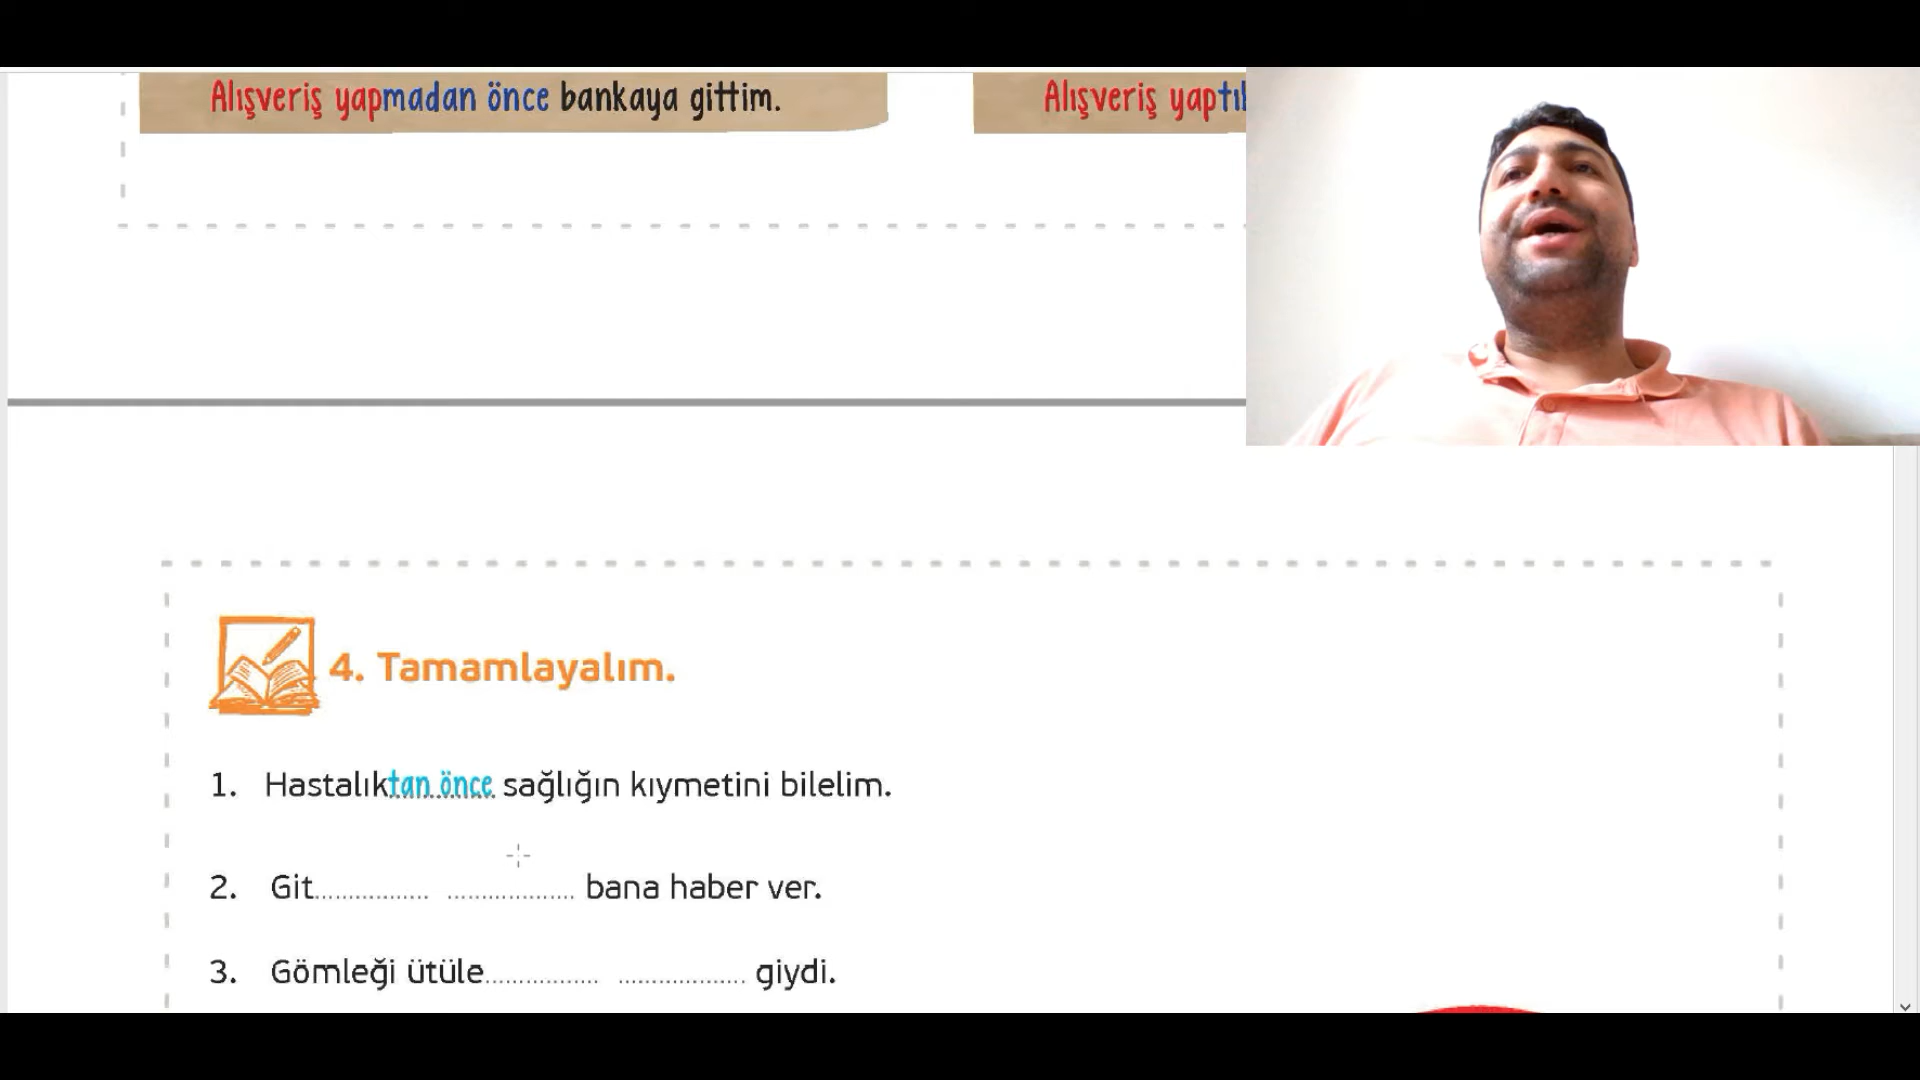 Alışveriş yapmadan önce bankaya gittim.
Alışveriş yaptı
4. Tamamlayalım.
1. Hastalıktan önce sağlığın kıymetini bilelim.
2. Git................. ................... bana haber ver.
3. Gömleği ütüle................. ................... giydi.